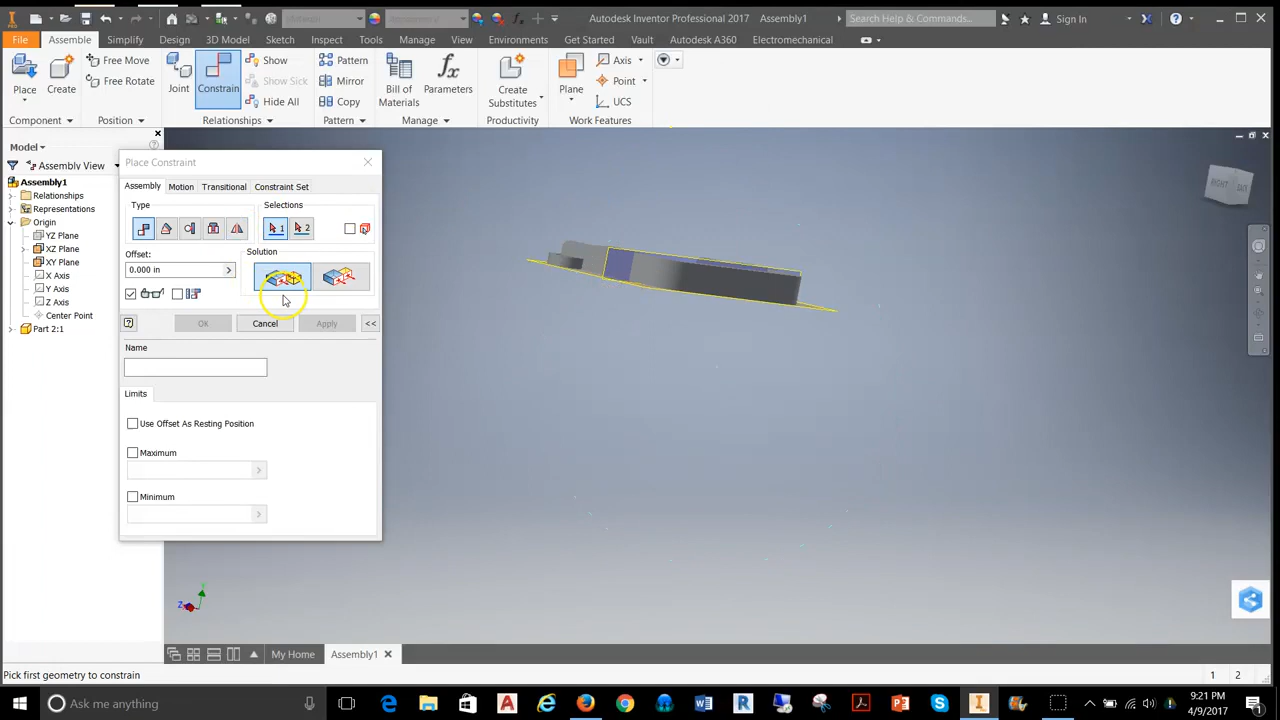 Autodesk Inventor Professional 2017 Assembly1
Search Help & Commands...
Sign In
File Assemble Simplify Design 3D Model Sketch Inspect Tools Manage View Environments Get Started Vault Autodesk A360 Electromechanical
Place
Create
Free Move
Free Rotate
Joint
Constrain
Show
Show Sick
Hide All
Pattern
Mirror
Copy
Bill of
Materials
Parameters
Create
Substitutes
Plane
Axis
Point
UCS
Component Position Relationships Pattern Manage Productivity Work Features
Model
Assembly View
Assembly1
Relationships
Representations
Origin
YZ Plane
XZ Plane
XY Plane
X Axis
Y Axis
Z Axis
Center Point
Part 2:1
Place Constraint
Assembly Motion Transitional Constraint Set
Type
Selections
1
2
Offset:
0.000 in
Solution
OK
Cancel
Apply
<<
Name
Limits
Use Offset As Resting Position
Maximum
Minimum
RIGHT
Z
My Home
Assembly1
Pick first geometry to constrain
1 2
Ask me anything
9:21 PM
4/9/2017